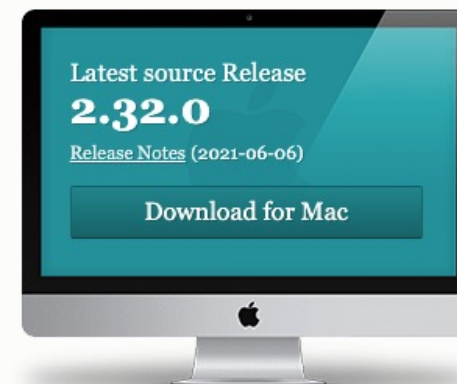 Latest source Release
2.32.0
Release Notes (2021-06-06)
Download for Mac